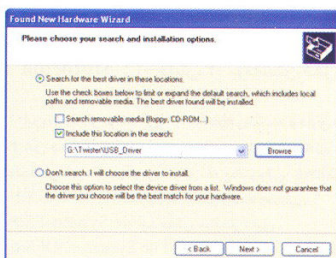 Found New Hardware Wizard
Please choose your search and installation options.
Search for the best driver in these locations.
Use the check boxes below to limit or expand the default search, which includes local
paths and removable media. The best driver found will be installed.
Search removable media (floppy, CD-ROM...)
Include this location in the search:
G:\Twister\USB_Driver
Browse
Don't search. I will choose the driver to install.
Choose this option to select the device driver from a list. Windows does not guarantee that
the driver you choose will be the best match for your hardware.
< Back
Next >
Cancel